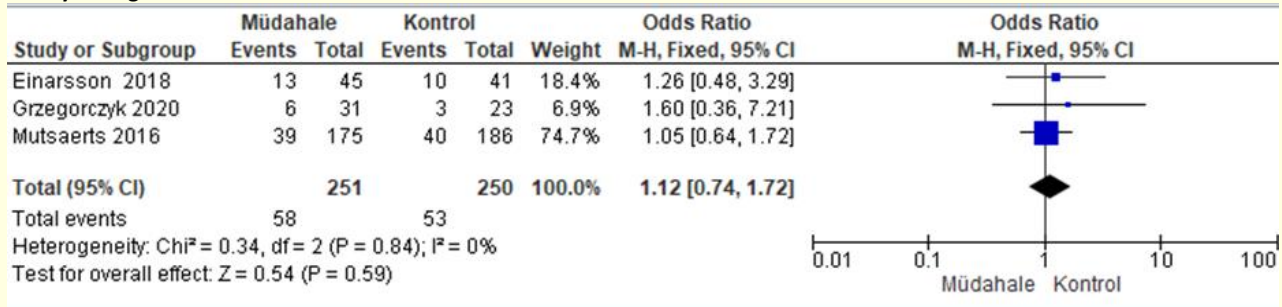 Müdahale Kontrol Odds Ratio Odds Ratio
Study or Subgroup Events Total Events Total Weight M-H, Fixed, 95% CI M-H, Fixed, 95% CI
Einarsson 2018 13 45 10 41 18.4% 1.26 [0.48, 3.29]
Grzegorczyk 2020 6 31 3 23 6.9% 1.60 [0.36, 7.21]
Mutsaerts 2016 39 175 40 186 74.7% 1.05 [0.64, 1.72]
Total (95% CI) 251 250 100.0% 1.12 [0.74, 1.72]
Total events 58 53
Heterogeneity: Chi² = 0.34, df = 2 (P = 0.84); I² = 0%
Test for overall effect: Z = 0.54 (P = 0.59)
0.01 0.1 1 10 100
Müdahale Kontrol